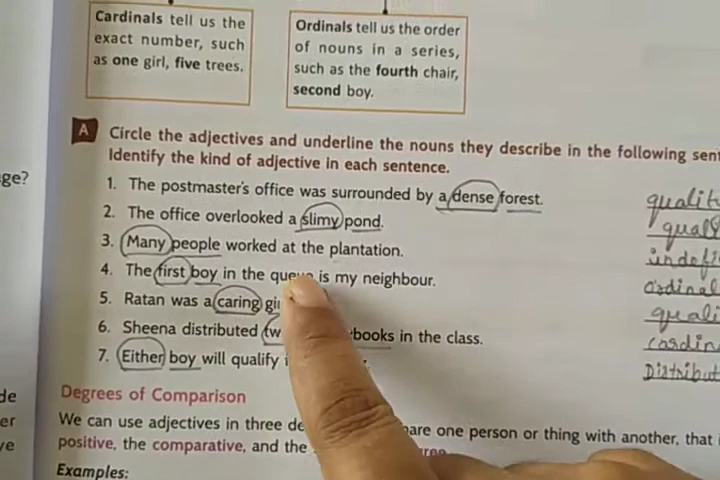 Cardinals tell us the
exact number, such
as one girl, five trees.
Ordinals tell us the order
of nouns in a series,
such as the fourth chair,
second boy.
A Circle the adjectives and underline the nouns they describe in the following sen
Identify the kind of adjective in each sentence.
ge?
1. The postmaster's office was surrounded by a dense forest. qualit
2. The office overlooked a slimy pond. qual
3. Many people worked at the plantation. indefi
4. The first boy in the queue is my neighbour. ordinal
5. Ratan was a caring gi quali
6. Sheena distributed tw books in the class. cardin
7. Either boy will qualify Distribut
de
er
ve
Degrees of Comparison
We can use adjectives in three de are one person or thing with another, that i
positive, the comparative, and the gree
Examples: